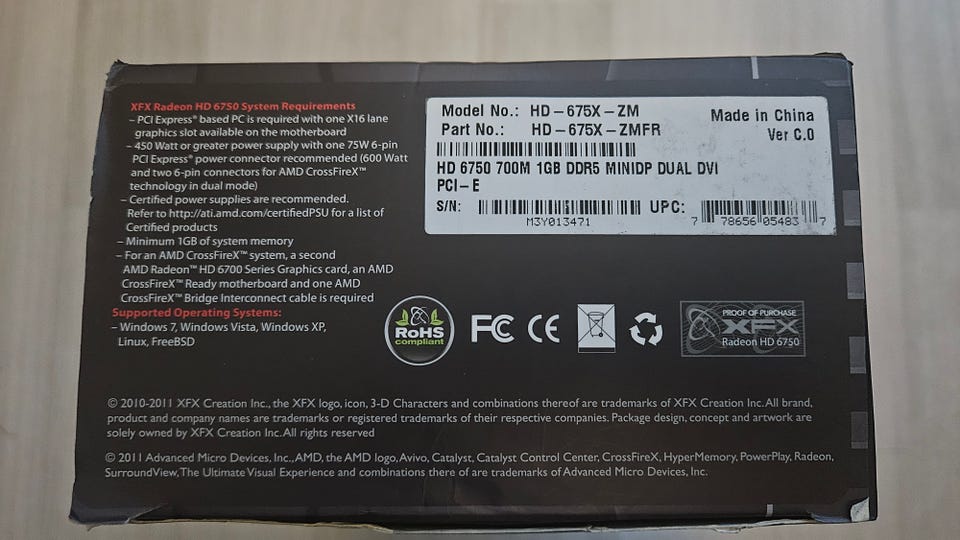 XFX Radeon HD 6750 System Requirements
– PCI Express® based PC is required with one X16 lane
graphics slot available on the motherboard
– 450 Watt or greater power supply with one 75W 6-pin
PCI Express® power connector recommended (600 Watt
and two 6-pin connectors for AMD CrossFireX™
technology in dual mode)
– Certified power supplies are recommended.
Refer to http://ati.amd.com/certifiedPSU for a list of
Certified products
– Minimum 1GB of system memory
– For an AMD CrossFireX™ system, a second
AMD Radeon™ HD 6700 Series Graphics card, an AMD
CrossFireX™ Ready motherboard and one AMD
CrossFireX™ Bridge Interconnect cable is required
Supported Operating Systems:
– Windows 7, Windows Vista, Windows XP,
Linux, FreeBSD
Model No.: HD-675X-ZM
Part No.: HD-675X-ZMFR
Made in China
Ver C.0
HD 6750 700M 1GB DDR5 MINIDP DUAL DVI
PCI-E
S/N:
M3Y013471
UPC:
7 78656 05483 7
RoHS
compliant
FC CE
PROOF OF PURCHASE
XFX
Radeon HD 6750
© 2010-2011 XFX Creation Inc., the XFX logo, icon, 3-D Characters and combinations thereof are trademarks of XFX Creation Inc. All brand,
product and company names are trademarks or registered trademarks of their respective companies. Package design, concept and artwork are
solely owned by XFX Creation Inc. All rights reserved
© 2011 Advanced Micro Devices, Inc., AMD, the AMD logo, Avivo, Catalyst, Catalyst Control Center, CrossFireX, HyperMemory, PowerPlay, Radeon,
SurroundView, The Ultimate Visual Experience and combinations there of are trademarks of Advanced Micro Devices, Inc.